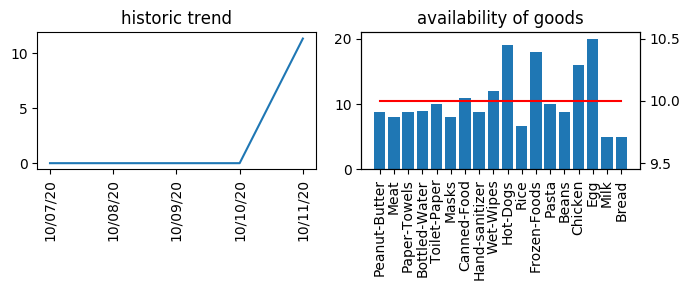 historic trend
10
5
0
10/07/20
10/08/20
10/09/20
10/10/20
10/11/20
availability of goods
20
10
0
10.5
10.0
9.5
Peanut-Butter
Meat
Paper-Towels
Bottled-Water
Toilet-Paper
Masks
Canned-Food
Hand-sanitizer
Wet-Wipes
Hot-Dogs
Rice
Frozen-Foods
Pasta
Beans
Chicken
Egg
Milk
Bread